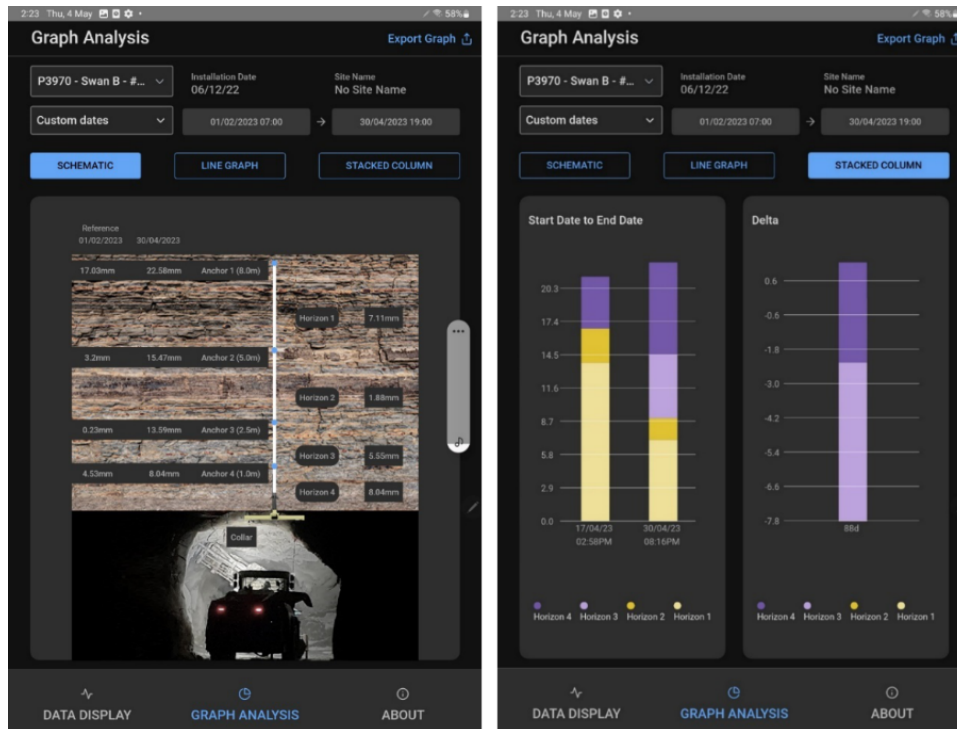 2:23 Thu, 4 May
58%
Graph Analysis
Export Graph
P3970 - Swan B - #...
Installation Date
06/12/22
Site Name
No Site Name
Custom dates
01/02/2023 07:00
→
30/04/2023 19:00
SCHEMATIC
LINE GRAPH
STACKED COLUMN
Reference
01/02/2023 30/04/2023
17.03mm 22.58mm Anchor 1 (8.0m)
Horizon 1 7.11mm
3.2mm 15.47mm Anchor 2 (5.0m)
Horizon 2 1.88mm
0.23mm 13.59mm Anchor 3 (2.5m)
Horizon 3 5.55mm
4.53mm 8.04mm Anchor 4 (1.0m)
Horizon 4 8.04mm
Collar
DATA DISPLAY
GRAPH ANALYSIS
ABOUT
2:23 Thu, 4 May
58%
Graph Analysis
Export Graph
P3970 - Swan B - #...
Installation Date
06/12/22
Site Name
No Site Name
Custom dates
01/02/2023 07:00
→
30/04/2023 19:00
SCHEMATIC
LINE GRAPH
STACKED COLUMN
Start Date to End Date
20.3
17.4
14.5
11.6
8.7
5.8
2.9
0.0
17/04/23
02:58PM
30/04/23
08:16PM
Horizon 4 Horizon 3 Horizon 2 Horizon 1
Delta
0.6
-0.6
-1.8
-3.0
-4.2
-5.4
-6.6
-7.8
88d
Horizon 4 Horizon 3 Horizon 2 Horizon 1
DATA DISPLAY
GRAPH ANALYSIS
ABOUT